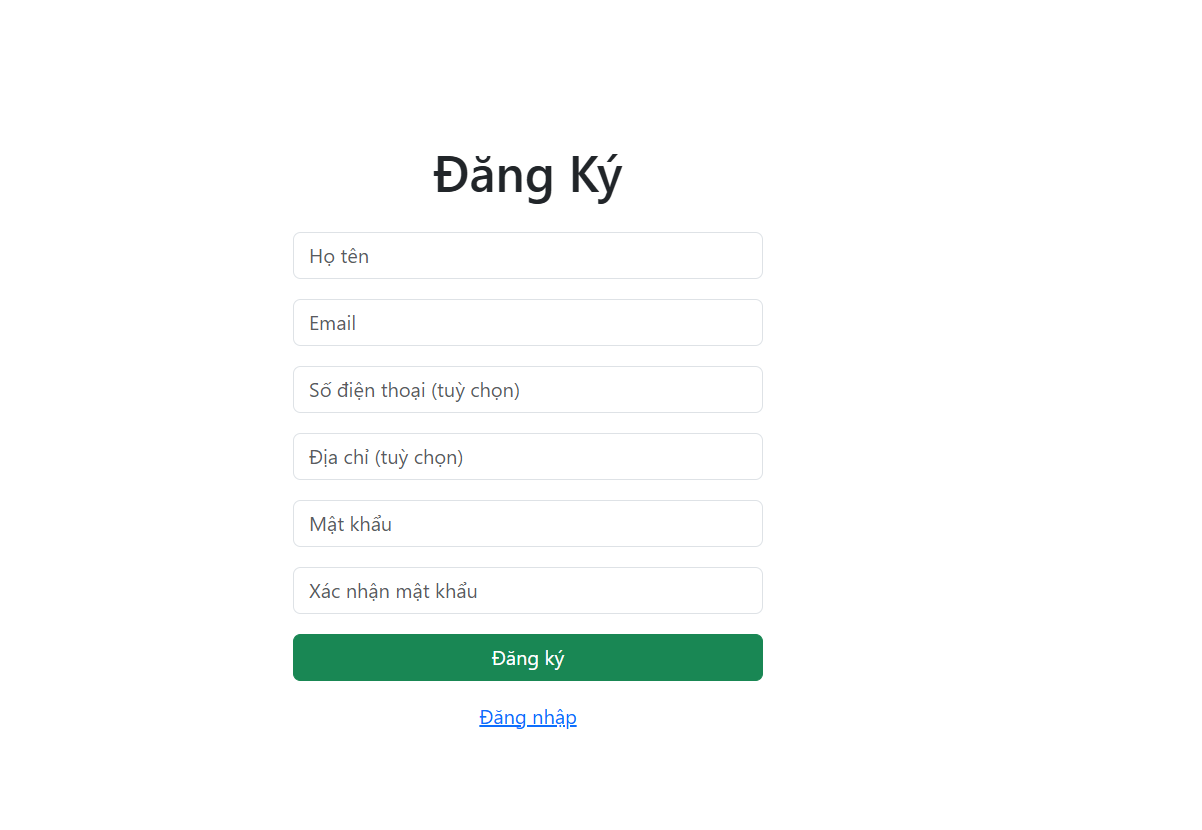 Đăng Ký
Họ tên
Email
Số điện thoại (tuỳ chọn)
Địa chỉ (tuỳ chọn)
Mật khẩu
Xác nhận mật khẩu
Đăng ký
Đăng nhập